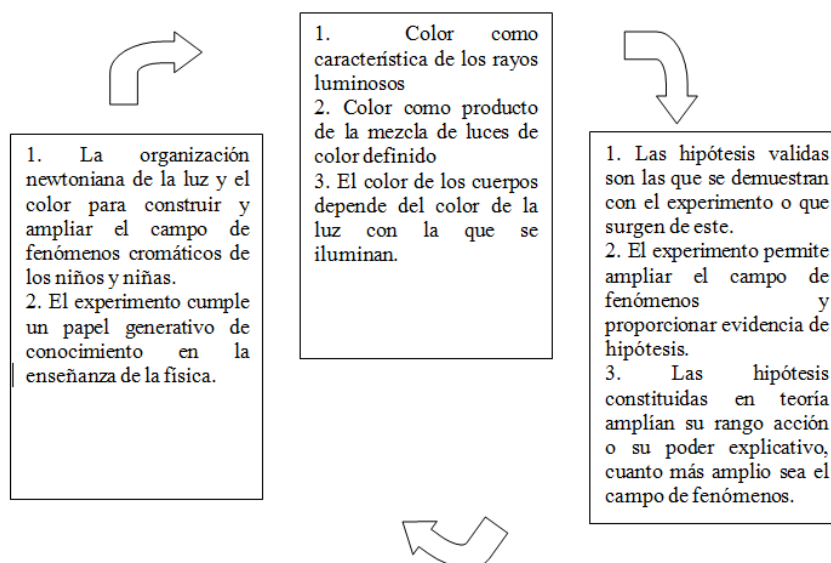 1. La organización
newtoniana de la luz y el
color para construir y
ampliar el campo de
fenómenos cromáticos de
los niños y niñas.
2. El experimento cumple
un papel generativo de
conocimiento en la
enseñanza de la física.
1. Color como
característica de los rayos
luminosos
2. Color como producto
de la mezcla de luces de
color definido
3. El color de los cuerpos
depende del color de la
luz con la que se
iluminan.
1. Las hipótesis validas
son las que se demuestran
con el experimento o que
surgen de este.
2. El experimento permite
ampliar el campo de
fenómenos y
proporcionar evidencia de
hipótesis.
3. Las hipótesis
constituidas en teoría
amplían su rango acción
o su poder explicativo,
cuanto más amplio sea el
campo de fenómenos.